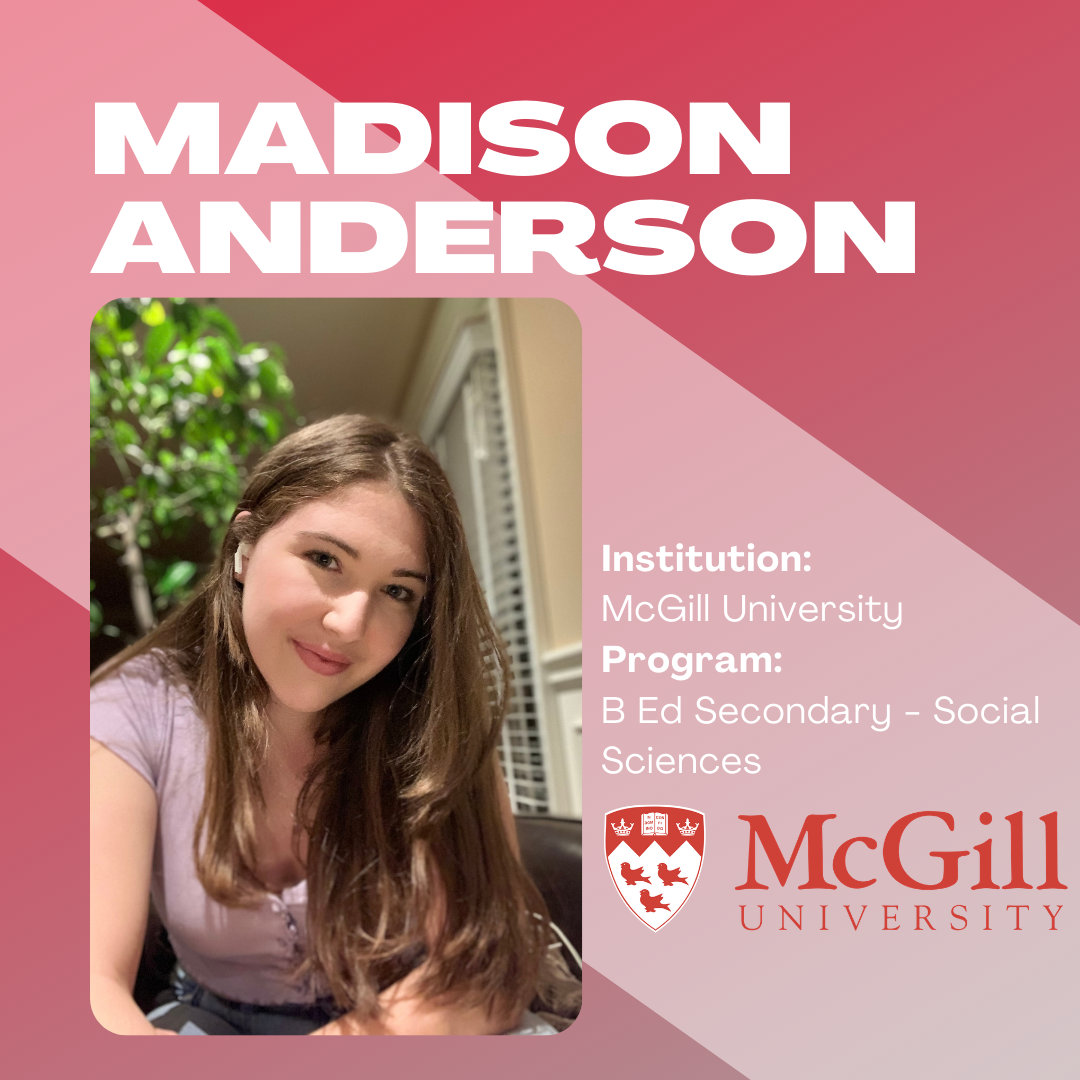 MADISON
ANDERSON
Institution:
McGill University
Program:
B Ed Secondary - Social
Sciences
McGill
UNIVERSITY